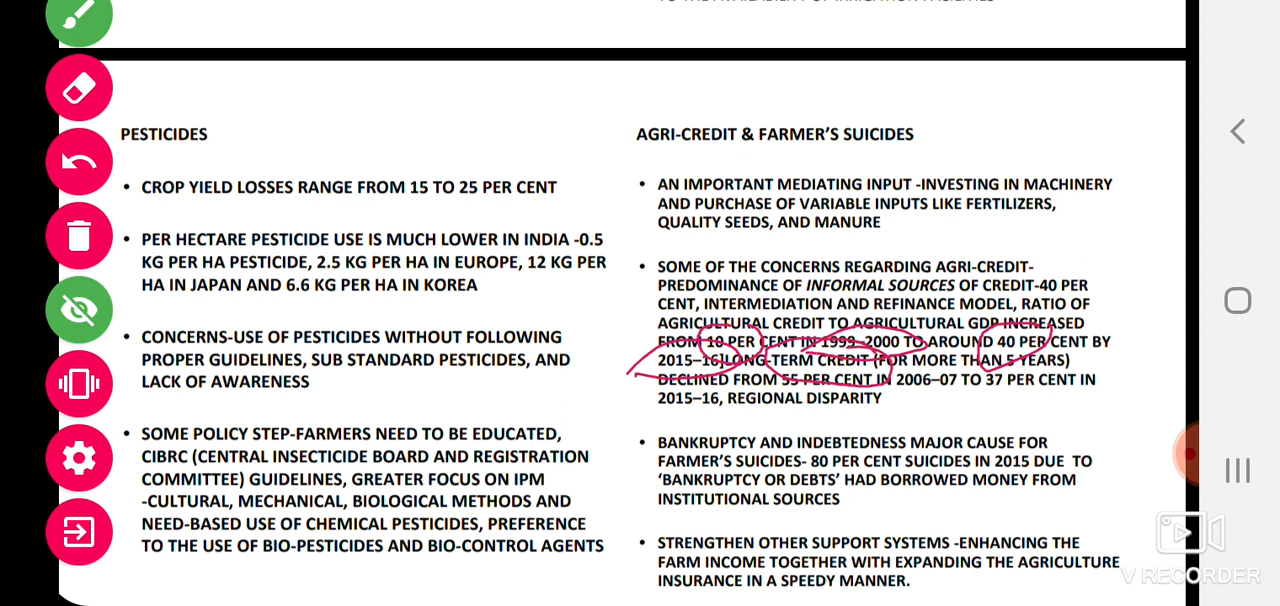 PESTICIDES
• CROP YIELD LOSSES RANGE FROM 15 TO 25 PER CENT
• PER HECTARE PESTICIDE USE IS MUCH LOWER IN INDIA -0.5
KG PER HA PESTICIDE, 2.5 KG PER HA IN EUROPE, 12 KG PER
HA IN JAPAN AND 6.6 KG PER HA IN KOREA
• CONCERNS-USE OF PESTICIDES WITHOUT FOLLOWING
PROPER GUIDELINES, SUB STANDARD PESTICIDES, AND
LACK OF AWARENESS
• SOME POLICY STEP-FARMERS NEED TO BE EDUCATED,
CIBRC (CENTRAL INSECTICIDE BOARD AND REGISTRATION
COMMITTEE) GUIDELINES, GREATER FOCUS ON IPM
-CULTURAL, MECHANICAL, BIOLOGICAL METHODS AND
NEED-BASED USE OF CHEMICAL PESTICIDES, PREFERENCE
TO THE USE OF BIO-PESTICIDES AND BIO-CONTROL AGENTS
AGRI-CREDIT & FARMER'S SUICIDES
• AN IMPORTANT MEDIATING INPUT -INVESTING IN MACHINERY
AND PURCHASE OF VARIABLE INPUTS LIKE FERTILIZERS,
QUALITY SEEDS, AND MANURE
• SOME OF THE CONCERNS REGARDING AGRI-CREDIT-
PREDOMINANCE OF INFORMAL SOURCES OF CREDIT-40 PER
CENT, INTERMEDIATION AND REFINANCE MODEL, RATIO OF
AGRICULTURAL CREDIT TO AGRICULTURAL GDP INCREASED
FROM 10 PER CENT IN 1999–2000 TO AROUND 40 PER CENT BY
2015–16]LONG-TERM CREDIT (FOR MORE THAN 5 YEARS)
DECLINED FROM 55 PER CENT IN 2006–07 TO 37 PER CENT IN
2015–16, REGIONAL DISPARITY
• BANKRUPTCY AND INDEBTEDNESS MAJOR CAUSE FOR
FARMER'S SUICIDES- 80 PER CENT SUICIDES IN 2015 DUE TO
'BANKRUPTCY OR DEBTS' HAD BORROWED MONEY FROM
INSTITUTIONAL SOURCES
• STRENGTHEN OTHER SUPPORT SYSTEMS -ENHANCING THE
FARM INCOME TOGETHER WITH EXPANDING THE AGRICULTURE
INSURANCE IN A SPEEDY MANNER.
V RECORDER